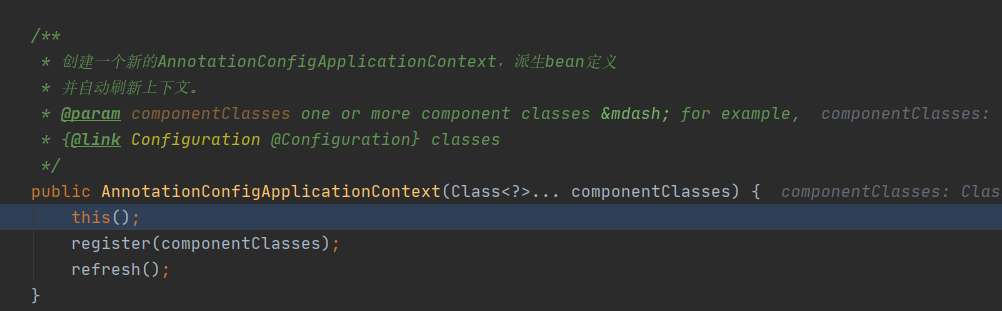 /**
 * 创建一个新的AnnotationConfigApplicationContext，派生bean定义
 * 并自动刷新上下文。
 * @param componentClasses one or more component classes &mdash; for example,  componentClasses:
 * {@link Configuration @Configuration} classes
 */
public AnnotationConfigApplicationContext(Class<?>... componentClasses) {  componentClasses: Clas
    this();
    register(componentClasses);
    refresh();
}